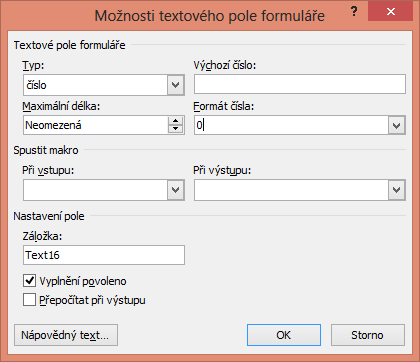 Možnosti textového pole formuláře
?
Textové pole formuláře
Typ: Výchozí číslo:
číslo
Maximální délka: Formát čísla:
Neomezená 0
Spustit makro
Při vstupu: Při výstupu:
Nastavení pole
Záložka:
Text16
Vyplnění povoleno
Přepočítat při výstupu
Nápovědný text... OK Storno